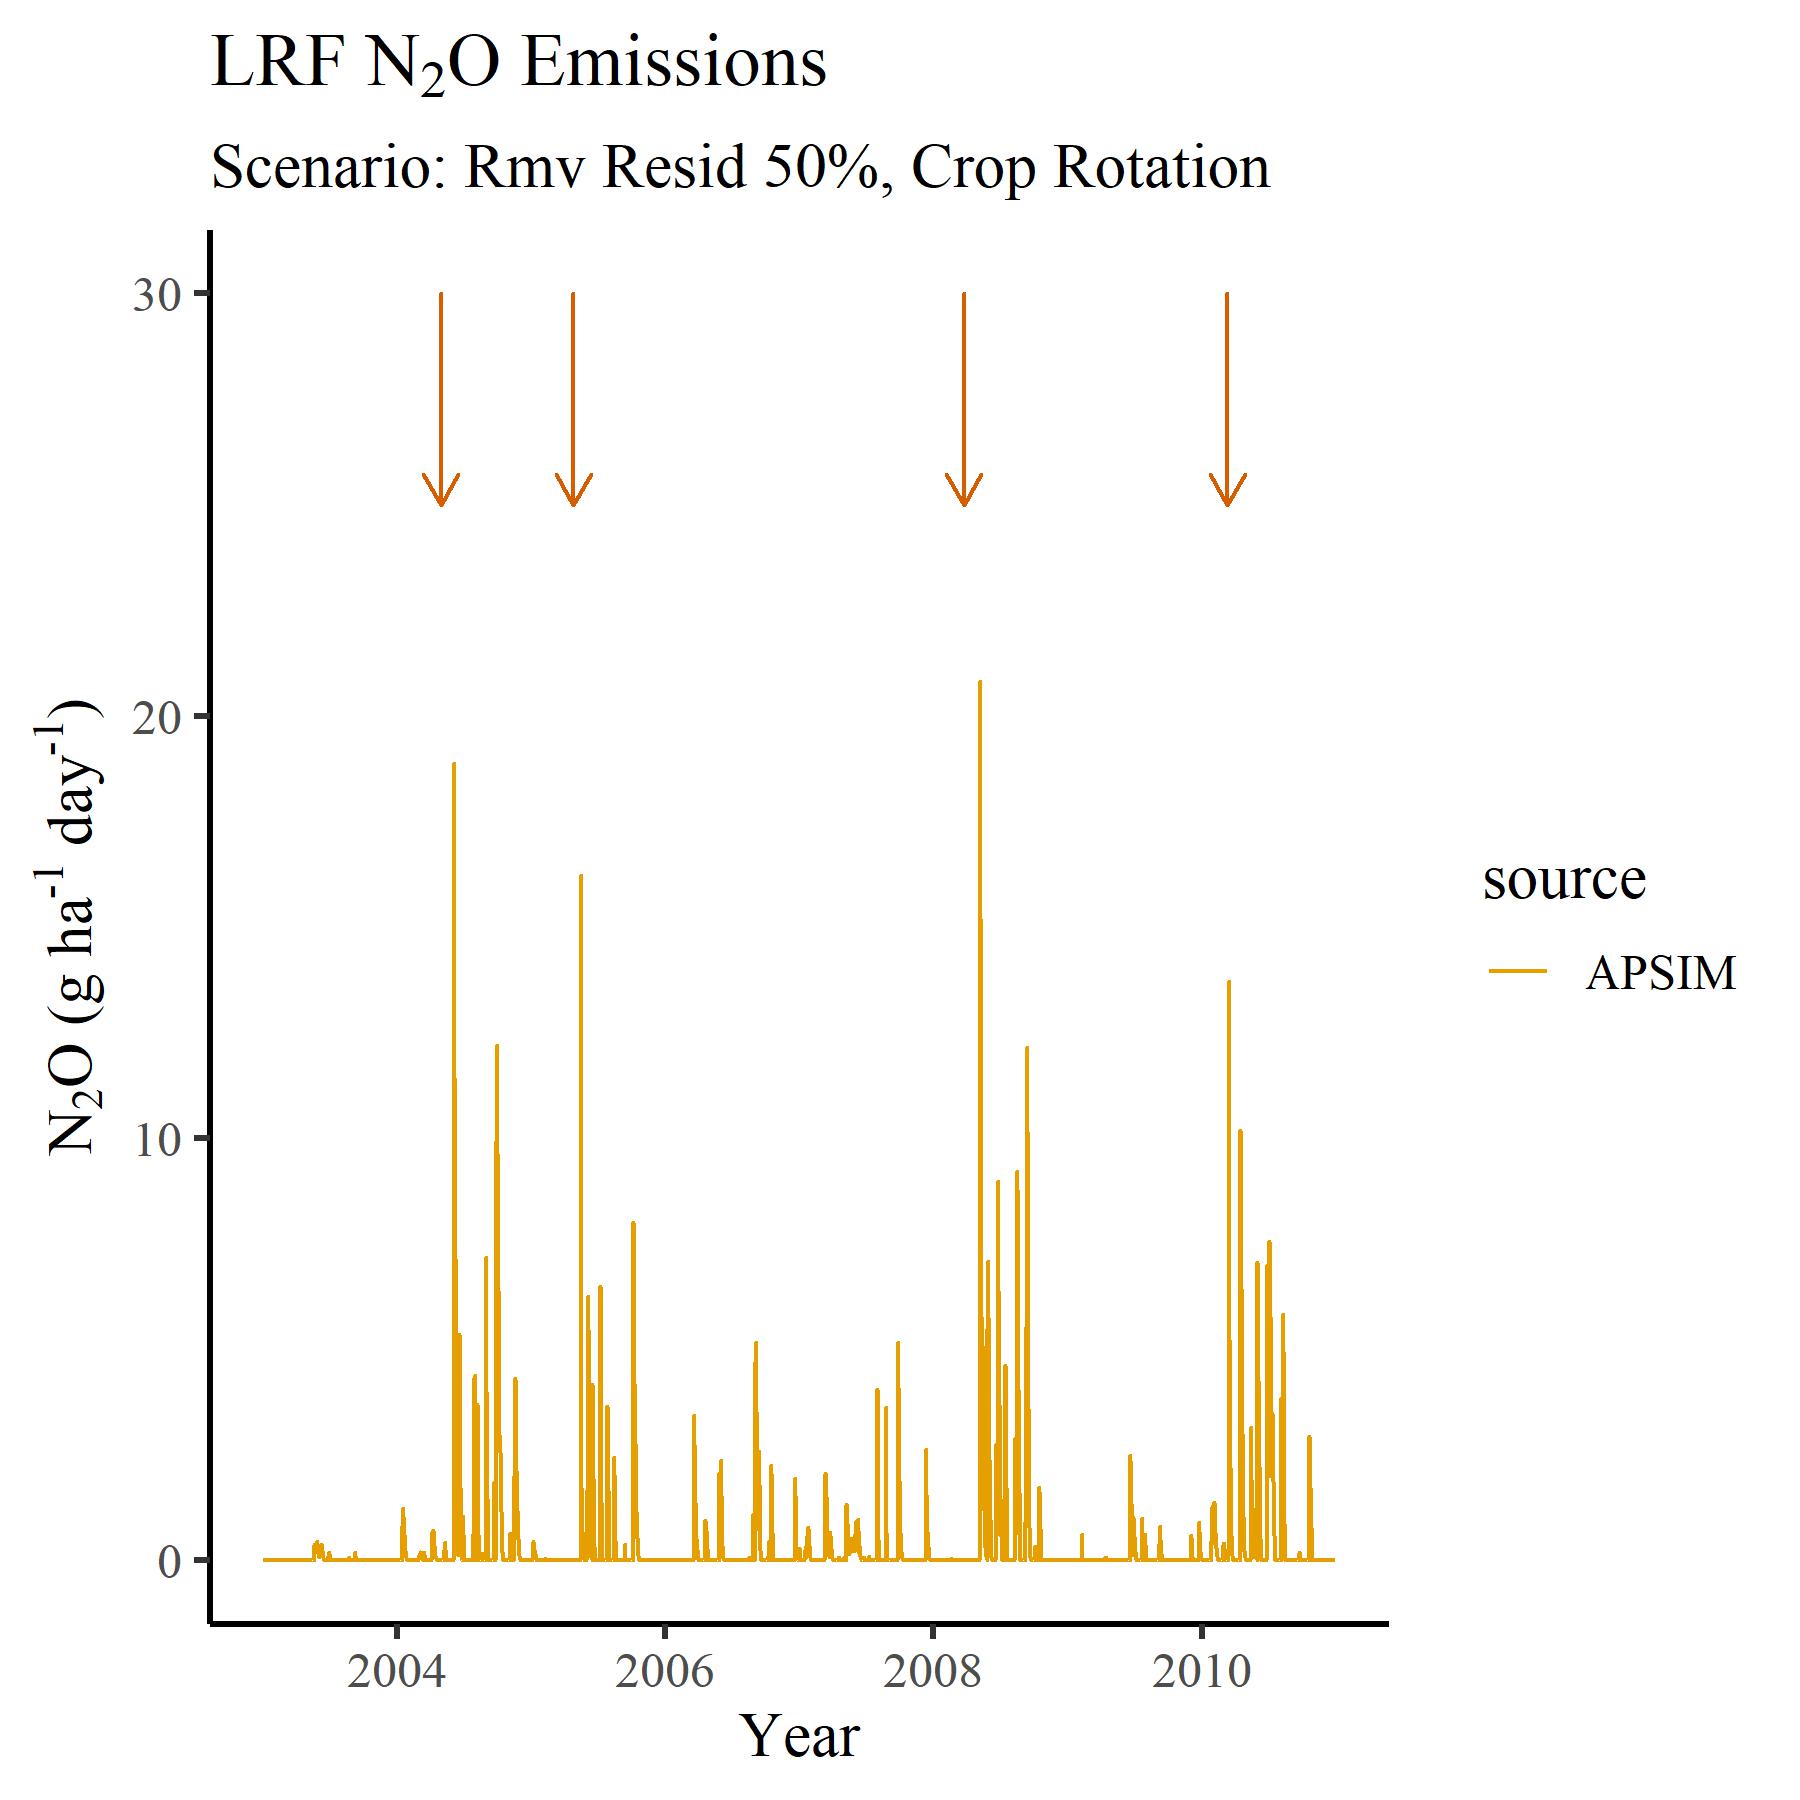 LRF N₂O Emissions
Scenario: Rmv Resid 50%, Crop Rotation
30
20
10
0
N₂O (g ha⁻¹ day⁻¹)
2004 2006 2008 2010
Year
source
APSIM